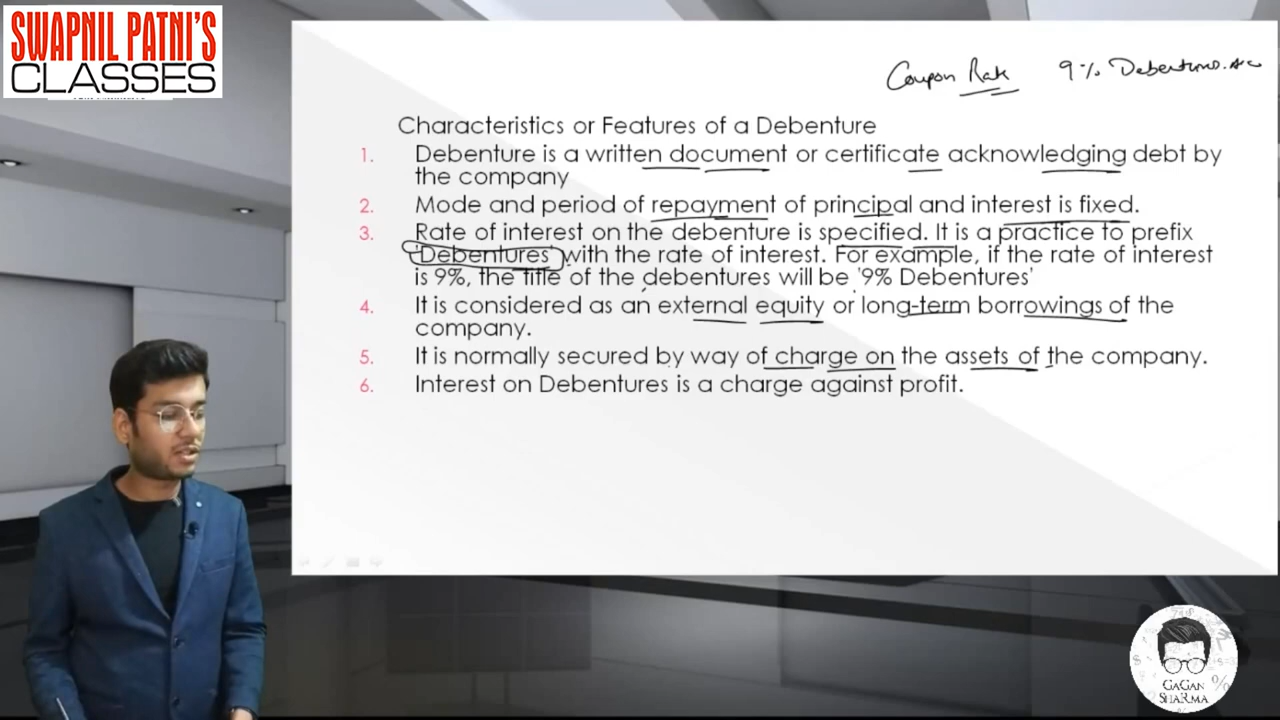 SWAPNIL PATNI'S
CLASSES
Coupon Rate 9% Debentures A/c
Characteristics or Features of a Debenture
1. Debenture is a written document or certificate acknowledging debt by
the company
2. Mode and period of repayment of principal and interest is fixed.
3. Rate of interest on the debenture is specified. It is a practice to prefix
'Debentures' with the rate of interest. For example, if the rate of interest
is 9%, the title of the debentures will be '9% Debentures'
4. It is considered as an external equity or long-term borrowings of the
company.
5. It is normally secured by way of charge on the assets of the company.
6. Interest on Debentures is a charge against profit.
GAGAN
SHARMA